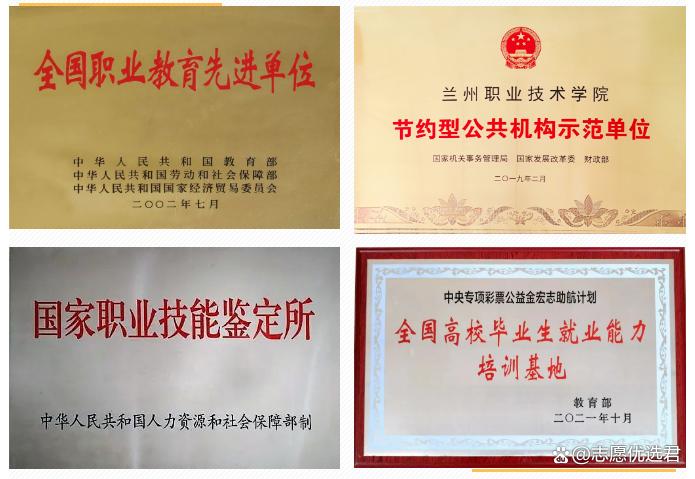 全国职业教育先进单位
中华人民共和国教育部
中华人民共和国劳动和社会保障部
中华人民共和国国家经济贸易委员会
二〇〇二年七月
兰州职业技术学院
节约型公共机构示范单位
国家机关事务管理局 国家发展改革委 财政部
二〇一九年二月
国家职业技能鉴定所
中华人民共和国人力资源和社会保障部制
中央专项彩票公益金宏志助航计划
全国高校毕业生就业能力
培训基地
教育部
二〇二一年十月
@志愿优选君